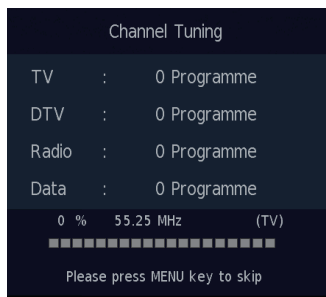 Channel Tuning
TV : 0 Programme
DTV : 0 Programme
Radio : 0 Programme
Data : 0 Programme
0 % 55.25 MHz (TV)
Please press MENU key to skip